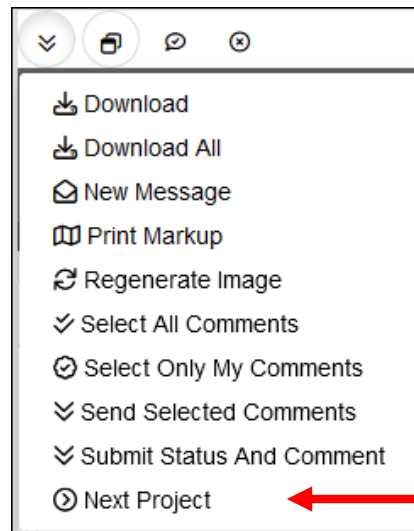 Download
Download All
New Message
Print Markup
Regenerate Image
Select All Comments
Select Only My Comments
Send Selected Comments
Submit Status And Comment
Next Project